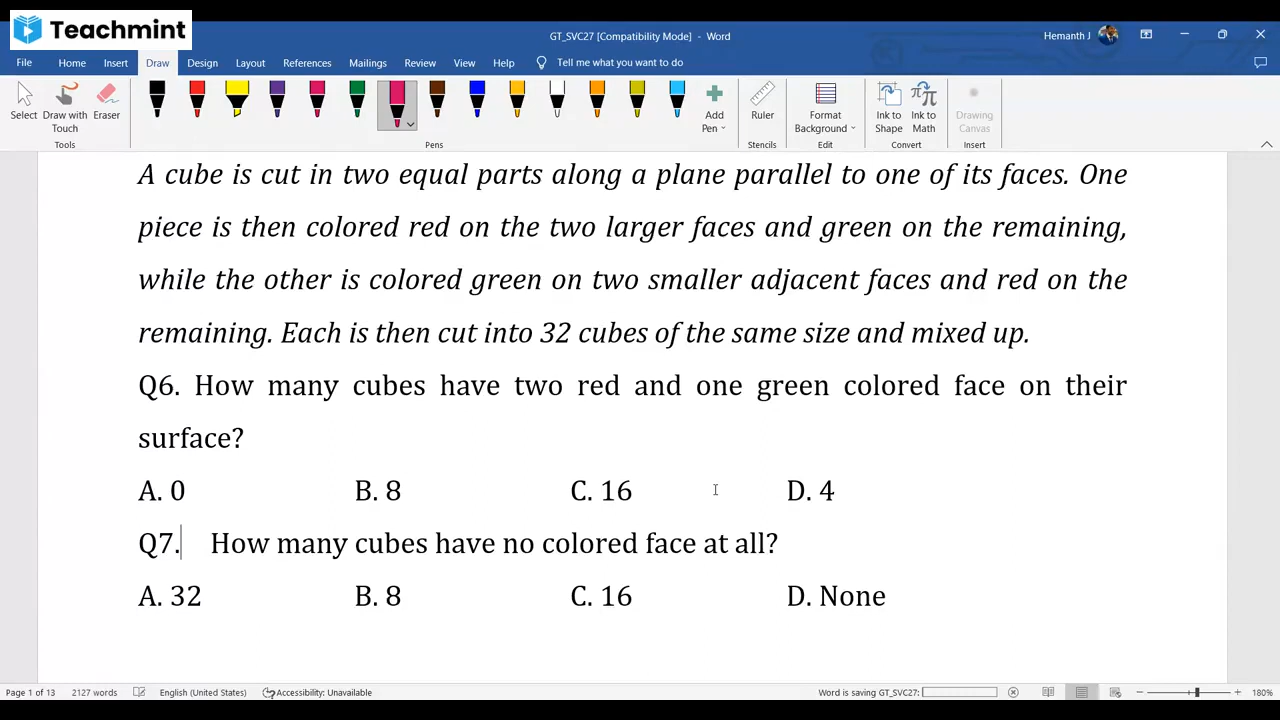 Teachmint
GT_SVC27 [Compatibility Mode] - Word
Hemanth J
File Home Insert Draw Design Layout References Mailings Review View Help Tell me what you want to do
Select Draw with Touch Eraser Add Pen Ruler Format Background Ink to Shape Ink to Math Drawing Canvas
Tools Pens Stencils Edit Convert Insert
A cube is cut in two equal parts along a plane parallel to one of its faces. One
piece is then colored red on the two larger faces and green on the remaining,
while the other is colored green on two smaller adjacent faces and red on the
remaining. Each is then cut into 32 cubes of the same size and mixed up.
Q6. How many cubes have two red and one green colored face on their
surface?
A. 0 B. 8 C. 16 D. 4
Q7. How many cubes have no colored face at all?
A. 32 B. 8 C. 16 D. None
Page 1 of 13 2127 words English (United States) Accessibility: Unavailable Word is saving GT_SVC27: 180%